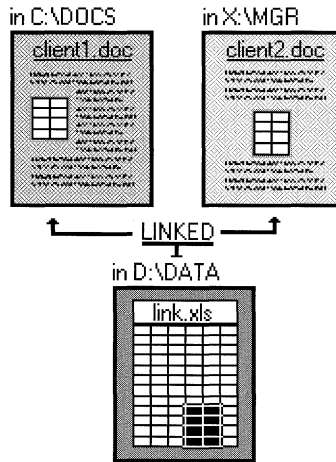 in C:\DOCS
in X:\MGR
client1.doc
client2.doc
LINKED
in D:\DATA
link.xls